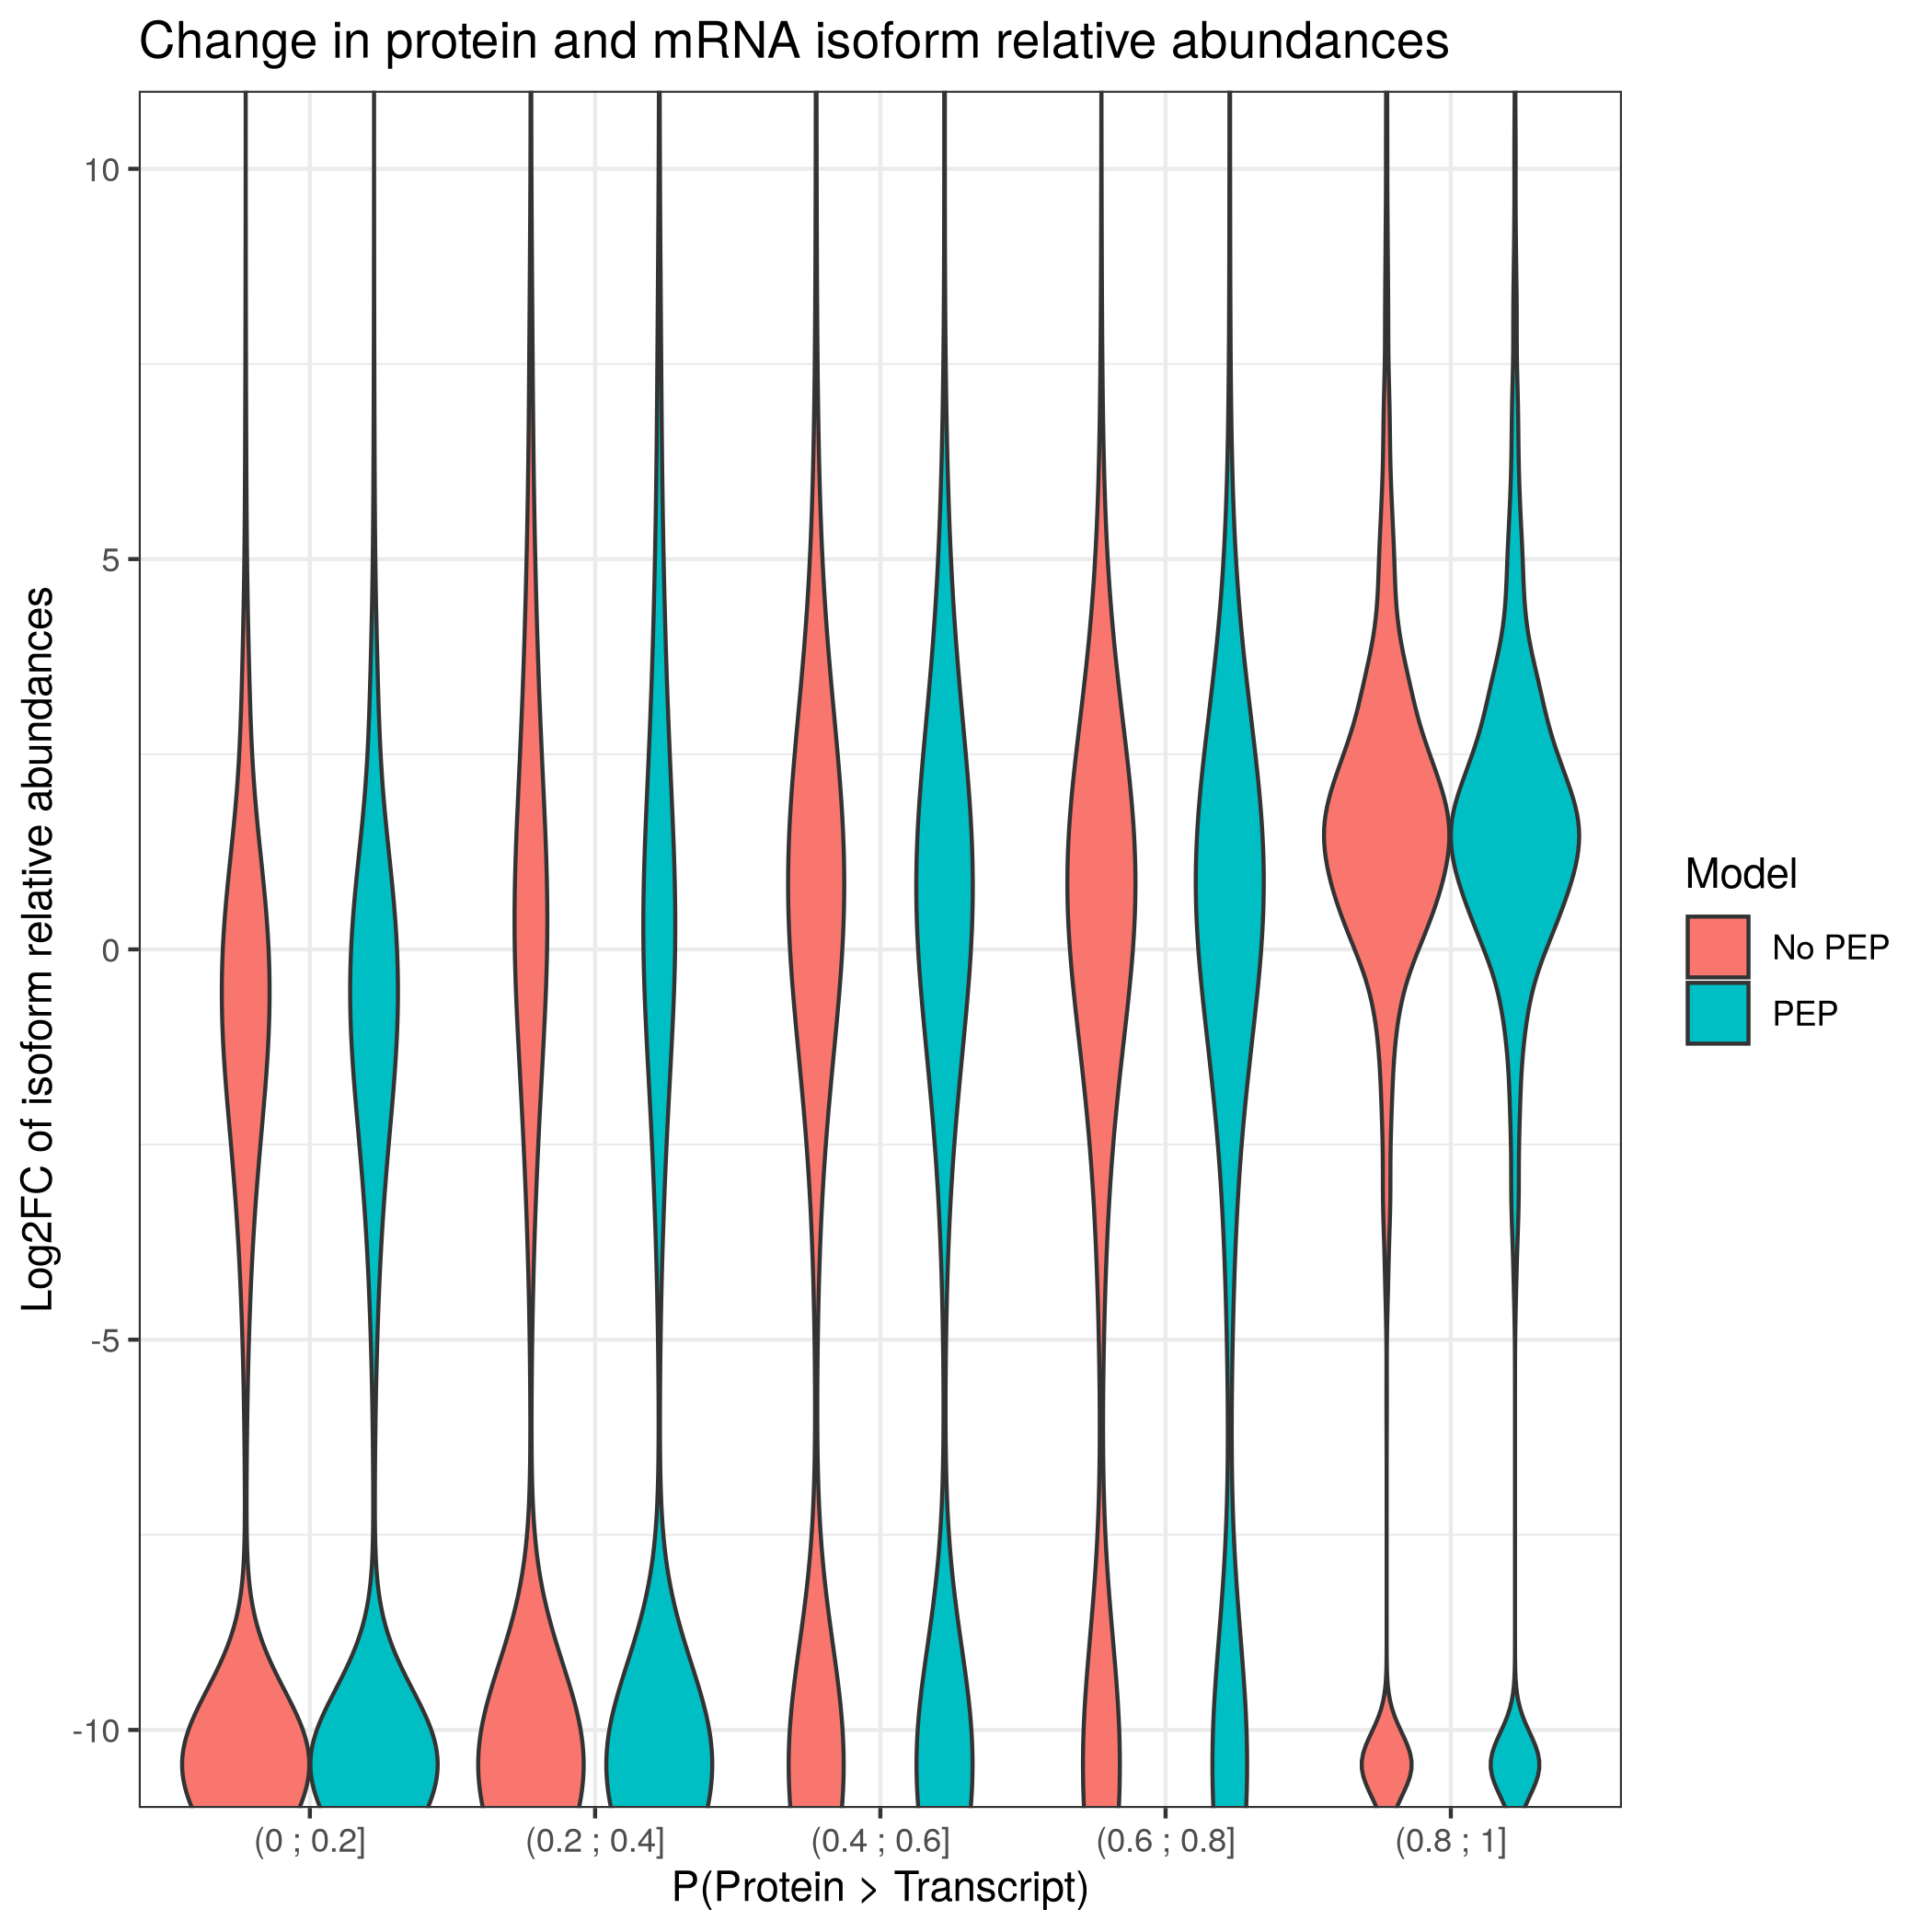 Change in protein and mRNA isoform relative abundances
10
5
0
-5
-10
Log2FC of isoform relative abundances
(0 ; 0.2]
(0.2 ; 0.4]
(0.4 ; 0.6]
(0.6 ; 0.8]
(0.8 ; 1]
P(Protein > Transcript)
Model
No PEP
PEP